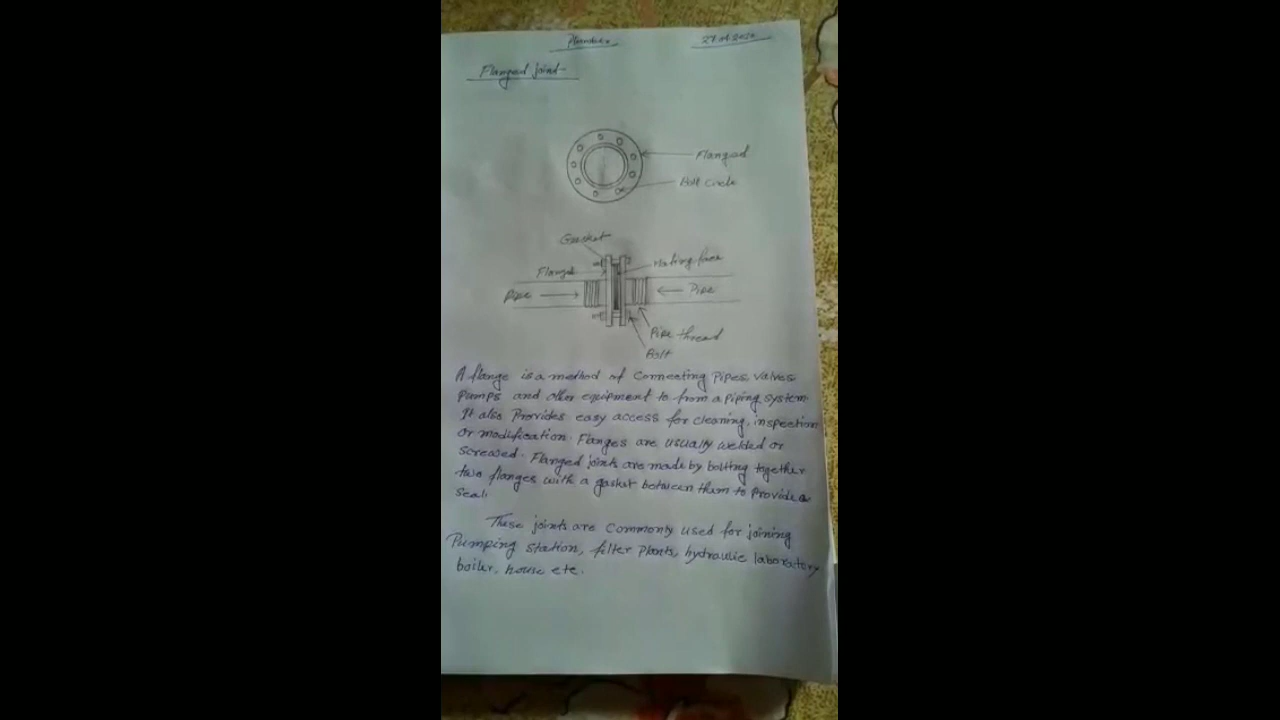 Plumber
Flanged joint-
Flanged
Bolt Circle
Gasket
Flange
Mating face
Pipe
Pipe
Pipe thread
Bolt
A flange is a method of connecting pipes, valves
pumps and other equipment to from a piping system.
It also Provides easy access for cleaning, inspection
or modification. Flanges are usually welded or
screwed. Flanged joints are made by bolting together
two flanges with a gasket between them to provide a
seal.
These joints are commonly used for joining
Pumping station, filter plants, hydraulic laboractory
boiler, house etc.